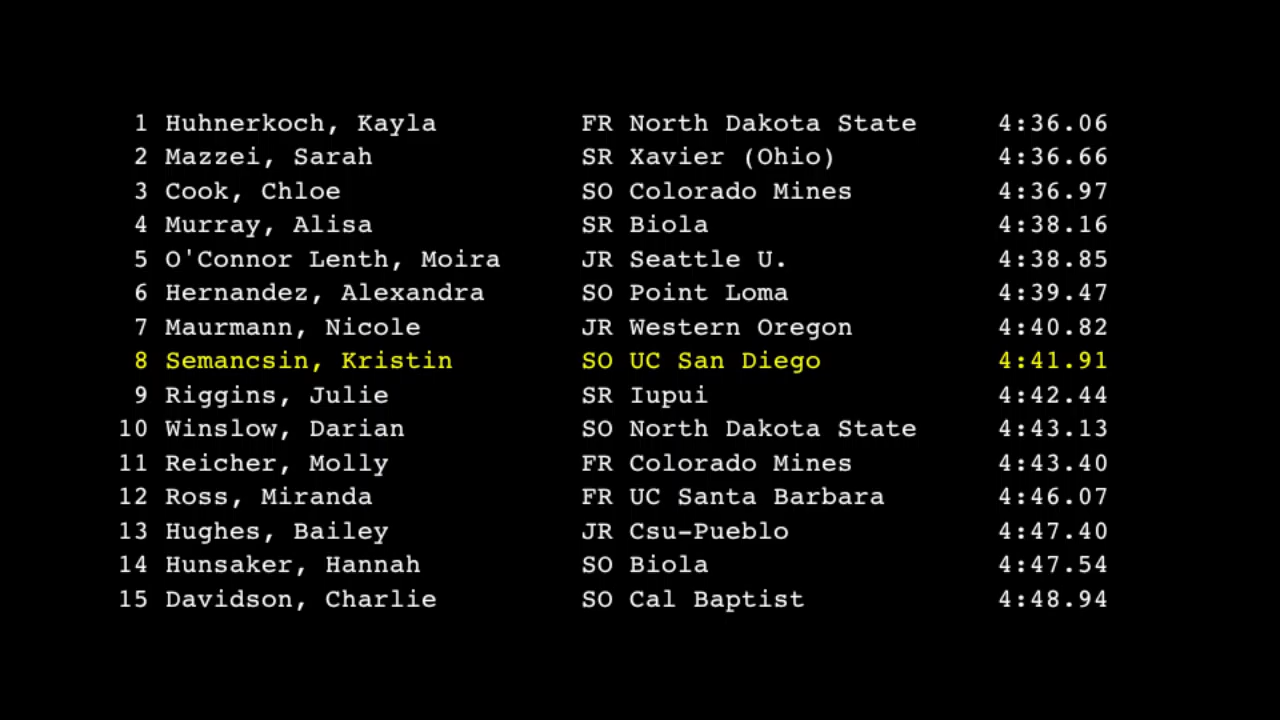 1 Huhnerkoch, Kayla FR North Dakota State 4:36.06
2 Mazzei, Sarah SR Xavier (Ohio) 4:36.66
3 Cook, Chloe SO Colorado Mines 4:36.97
4 Murray, Alisa SR Biola 4:38.16
5 O'Connor Lenth, Moira JR Seattle U. 4:38.85
6 Hernandez, Alexandra SO Point Loma 4:39.47
7 Maurmann, Nicole JR Western Oregon 4:40.82
8 Semancsin, Kristin SO UC San Diego 4:41.91
9 Riggins, Julie SR Iupui 4:42.44
10 Winslow, Darian SO North Dakota State 4:43.13
11 Reicher, Molly FR Colorado Mines 4:43.40
12 Ross, Miranda FR UC Santa Barbara 4:46.07
13 Hughes, Bailey JR Csu-Pueblo 4:47.40
14 Hunsaker, Hannah SO Biola 4:47.54
15 Davidson, Charlie SO Cal Baptist 4:48.94